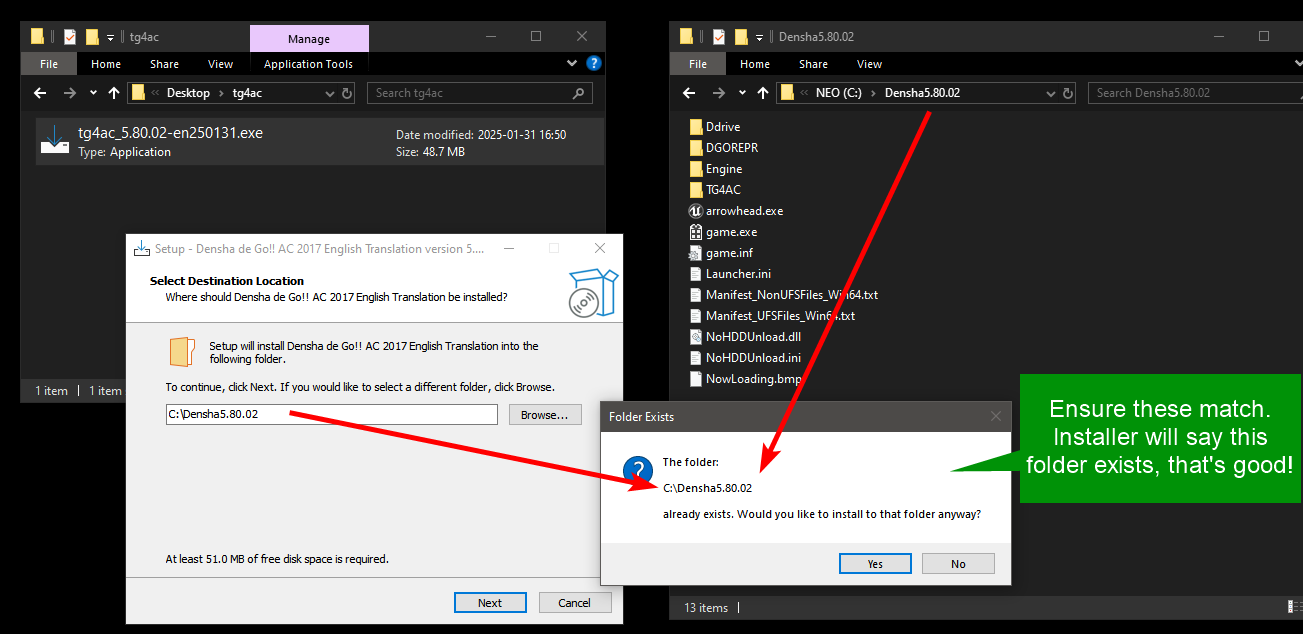 tg4ac
Manage
File
Home
Share
View
Application Tools
Desktop
tg4ac
Search tg4ac
tg4ac_5.80.02-en250131.exe
Type: Application
Date modified: 2025-01-31 16:50
Size: 48.7 MB
1 item
1 item
Setup - Densha de Go!! AC 2017 English Translation version 5....
Select Destination Location
Where should Densha de Go!! AC 2017 English Translation be installed?
Setup will install Densha de Go!! AC 2017 English Translation into the
following folder.
To continue, click Next. If you would like to select a different folder, click Browse.
C:\Densha5.80.02
Browse...
At least 51.0 MB of free disk space is required.
Next
Cancel
Densha5.80.02
File
Home
Share
View
NEO (C:)
Densha5.80.02
Search Densha5.80.02
Ddrive
DGOREPR
Engine
TG4AC
arrowhead.exe
game.exe
game.inf
Launcher.ini
Manifest_NonUFSFiles_Win64.txt
Manifest_UFSFiles_Win64.txt
NoHDDUnload.dll
NoHDDUnload.ini
NowLoading.bmp
13 items
Folder Exists
The folder:
C:\Densha5.80.02
already exists. Would you like to install to that folder anyway?
Yes
No
Ensure these match.
Installer will say this
folder exists, that's good!